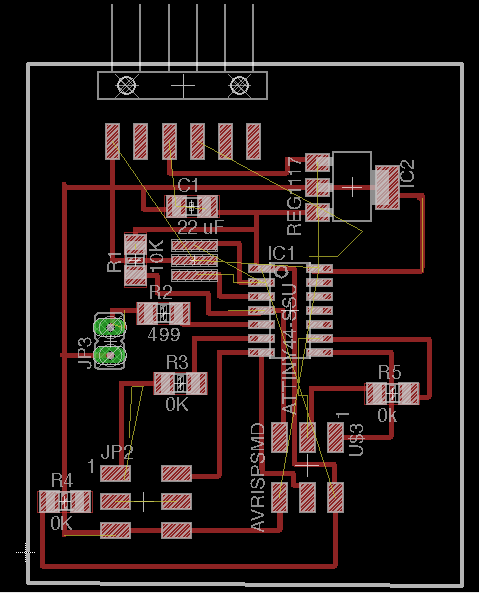 C1
22 uF
REG1117
IC2
R1
10K
IC1
R2
499
ATTINY44-SSU
JP3
R3
0K
R5
0k
JP2
1
1
U$3
AVRISPSMD
R4
0K